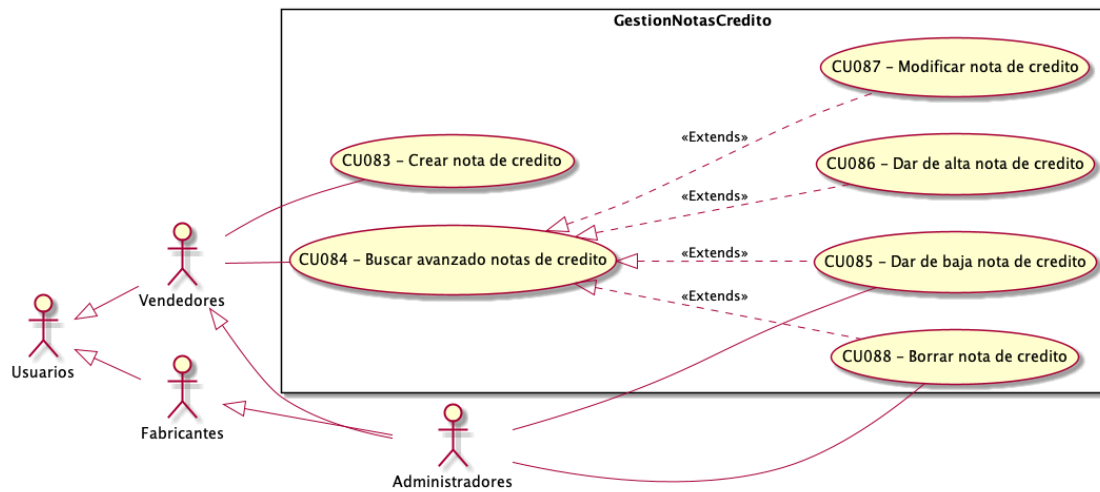 GestionNotasCredito
CU087 - Modificar nota de credito
«Extends»
CU083 - Crear nota de credito
CU086 - Dar de alta nota de credito
«Extends»
«Extends»
CU084 - Buscar avanzado notas de credito
CU085 - Dar de baja nota de credito
«Extends»
Vendedores
CU088 - Borrar nota de credito
Usuarios
Fabricantes
Administradores